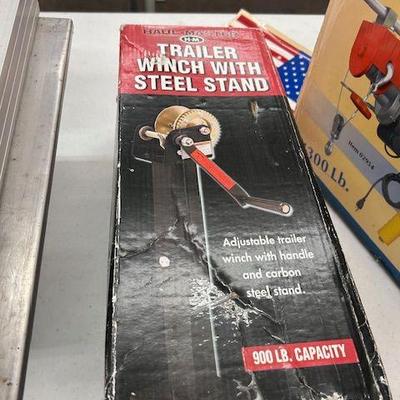 HAUL-MASTER
H-M
TRAILER
WINCH WITH
STEEL STAND
Adjustable trailer
winch with handle
and carbon
steel stand.
900 LB. CAPACITY
300 Lb.